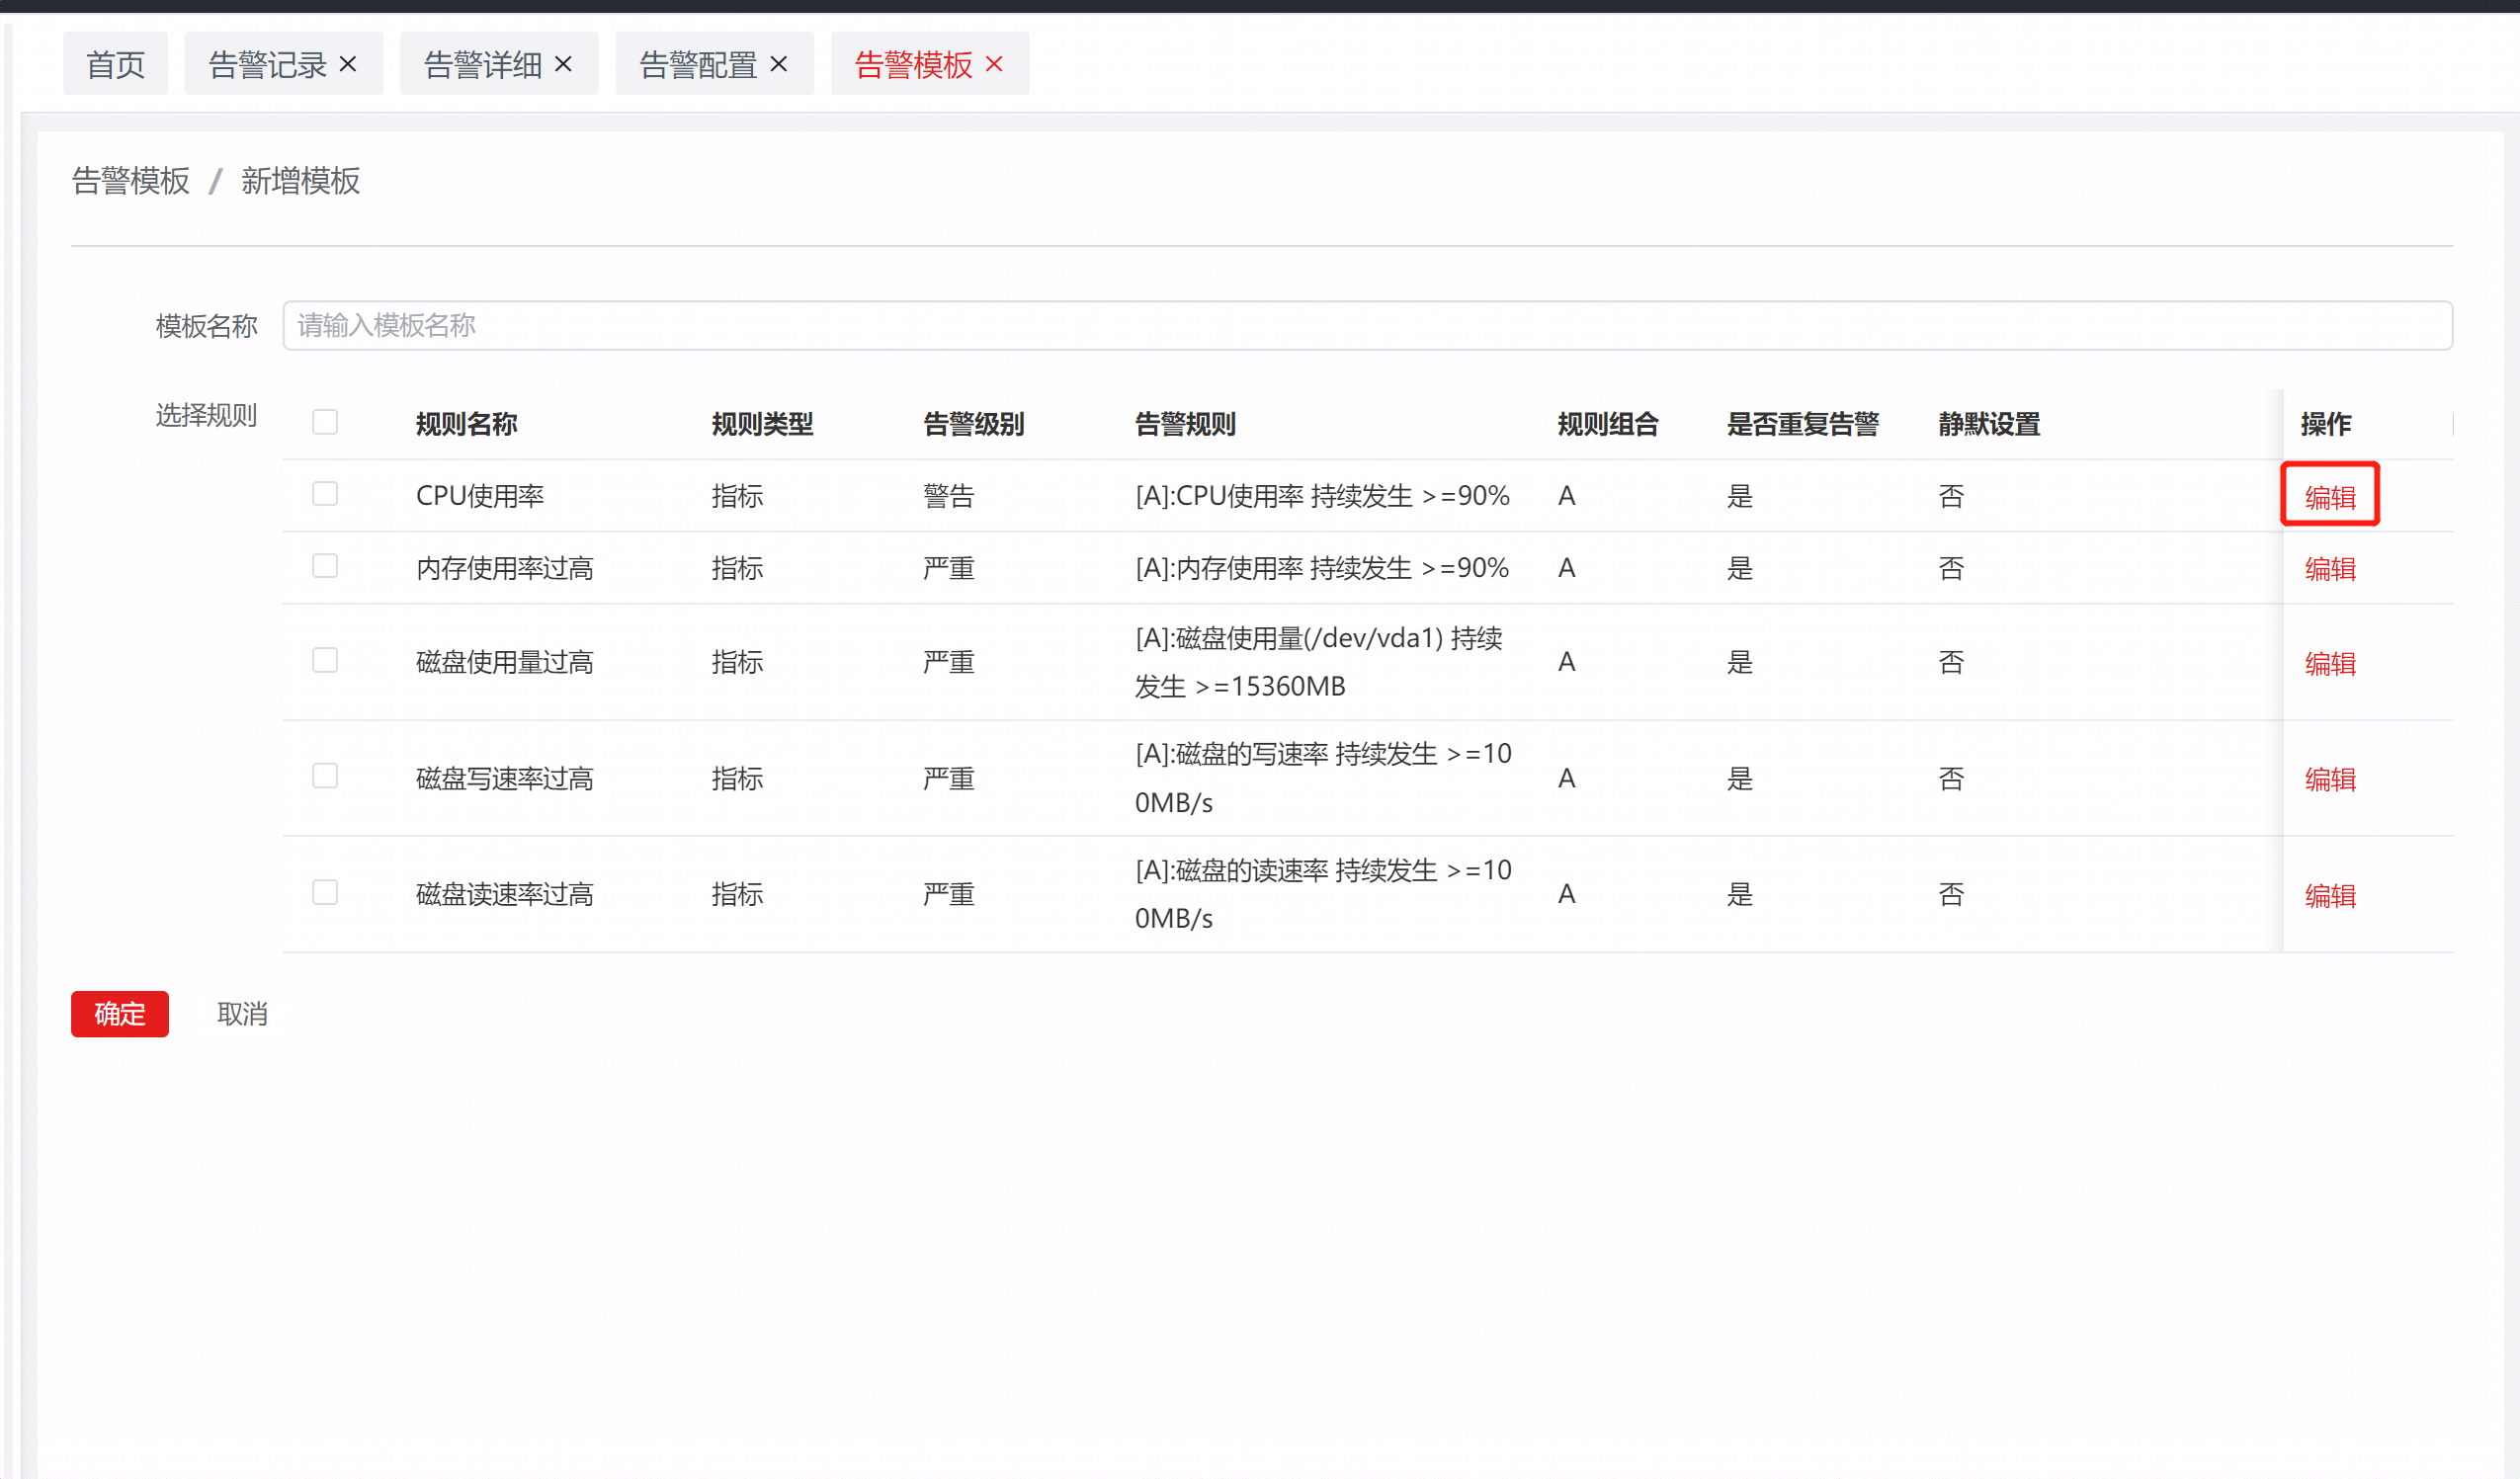 首页 告警记录 × 告警详细 × 告警配置 × 告警模板 ×
告警模板 / 新增模板
模板名称 请输入模板名称
选择规则
规则名称 规则类型 告警级别 告警规则 规则组合 是否重复告警 静默设置 操作
CPU使用率 指标 警告 [A]:CPU使用率 持续发生 >=90% A 是 否 编辑
内存使用率过高 指标 严重 [A]:内存使用率 持续发生 >=90% A 是 否 编辑
磁盘使用量过高 指标 严重 [A]:磁盘使用量(/dev/vda1) 持续
发生 >=15360MB A 是 否 编辑
磁盘写速率过高 指标 严重 [A]:磁盘的写速率 持续发生 >=10
0MB/s A 是 否 编辑
磁盘读速率过高 指标 严重 [A]:磁盘的读速率 持续发生 >=10
0MB/s A 是 否 编辑
确定 取消